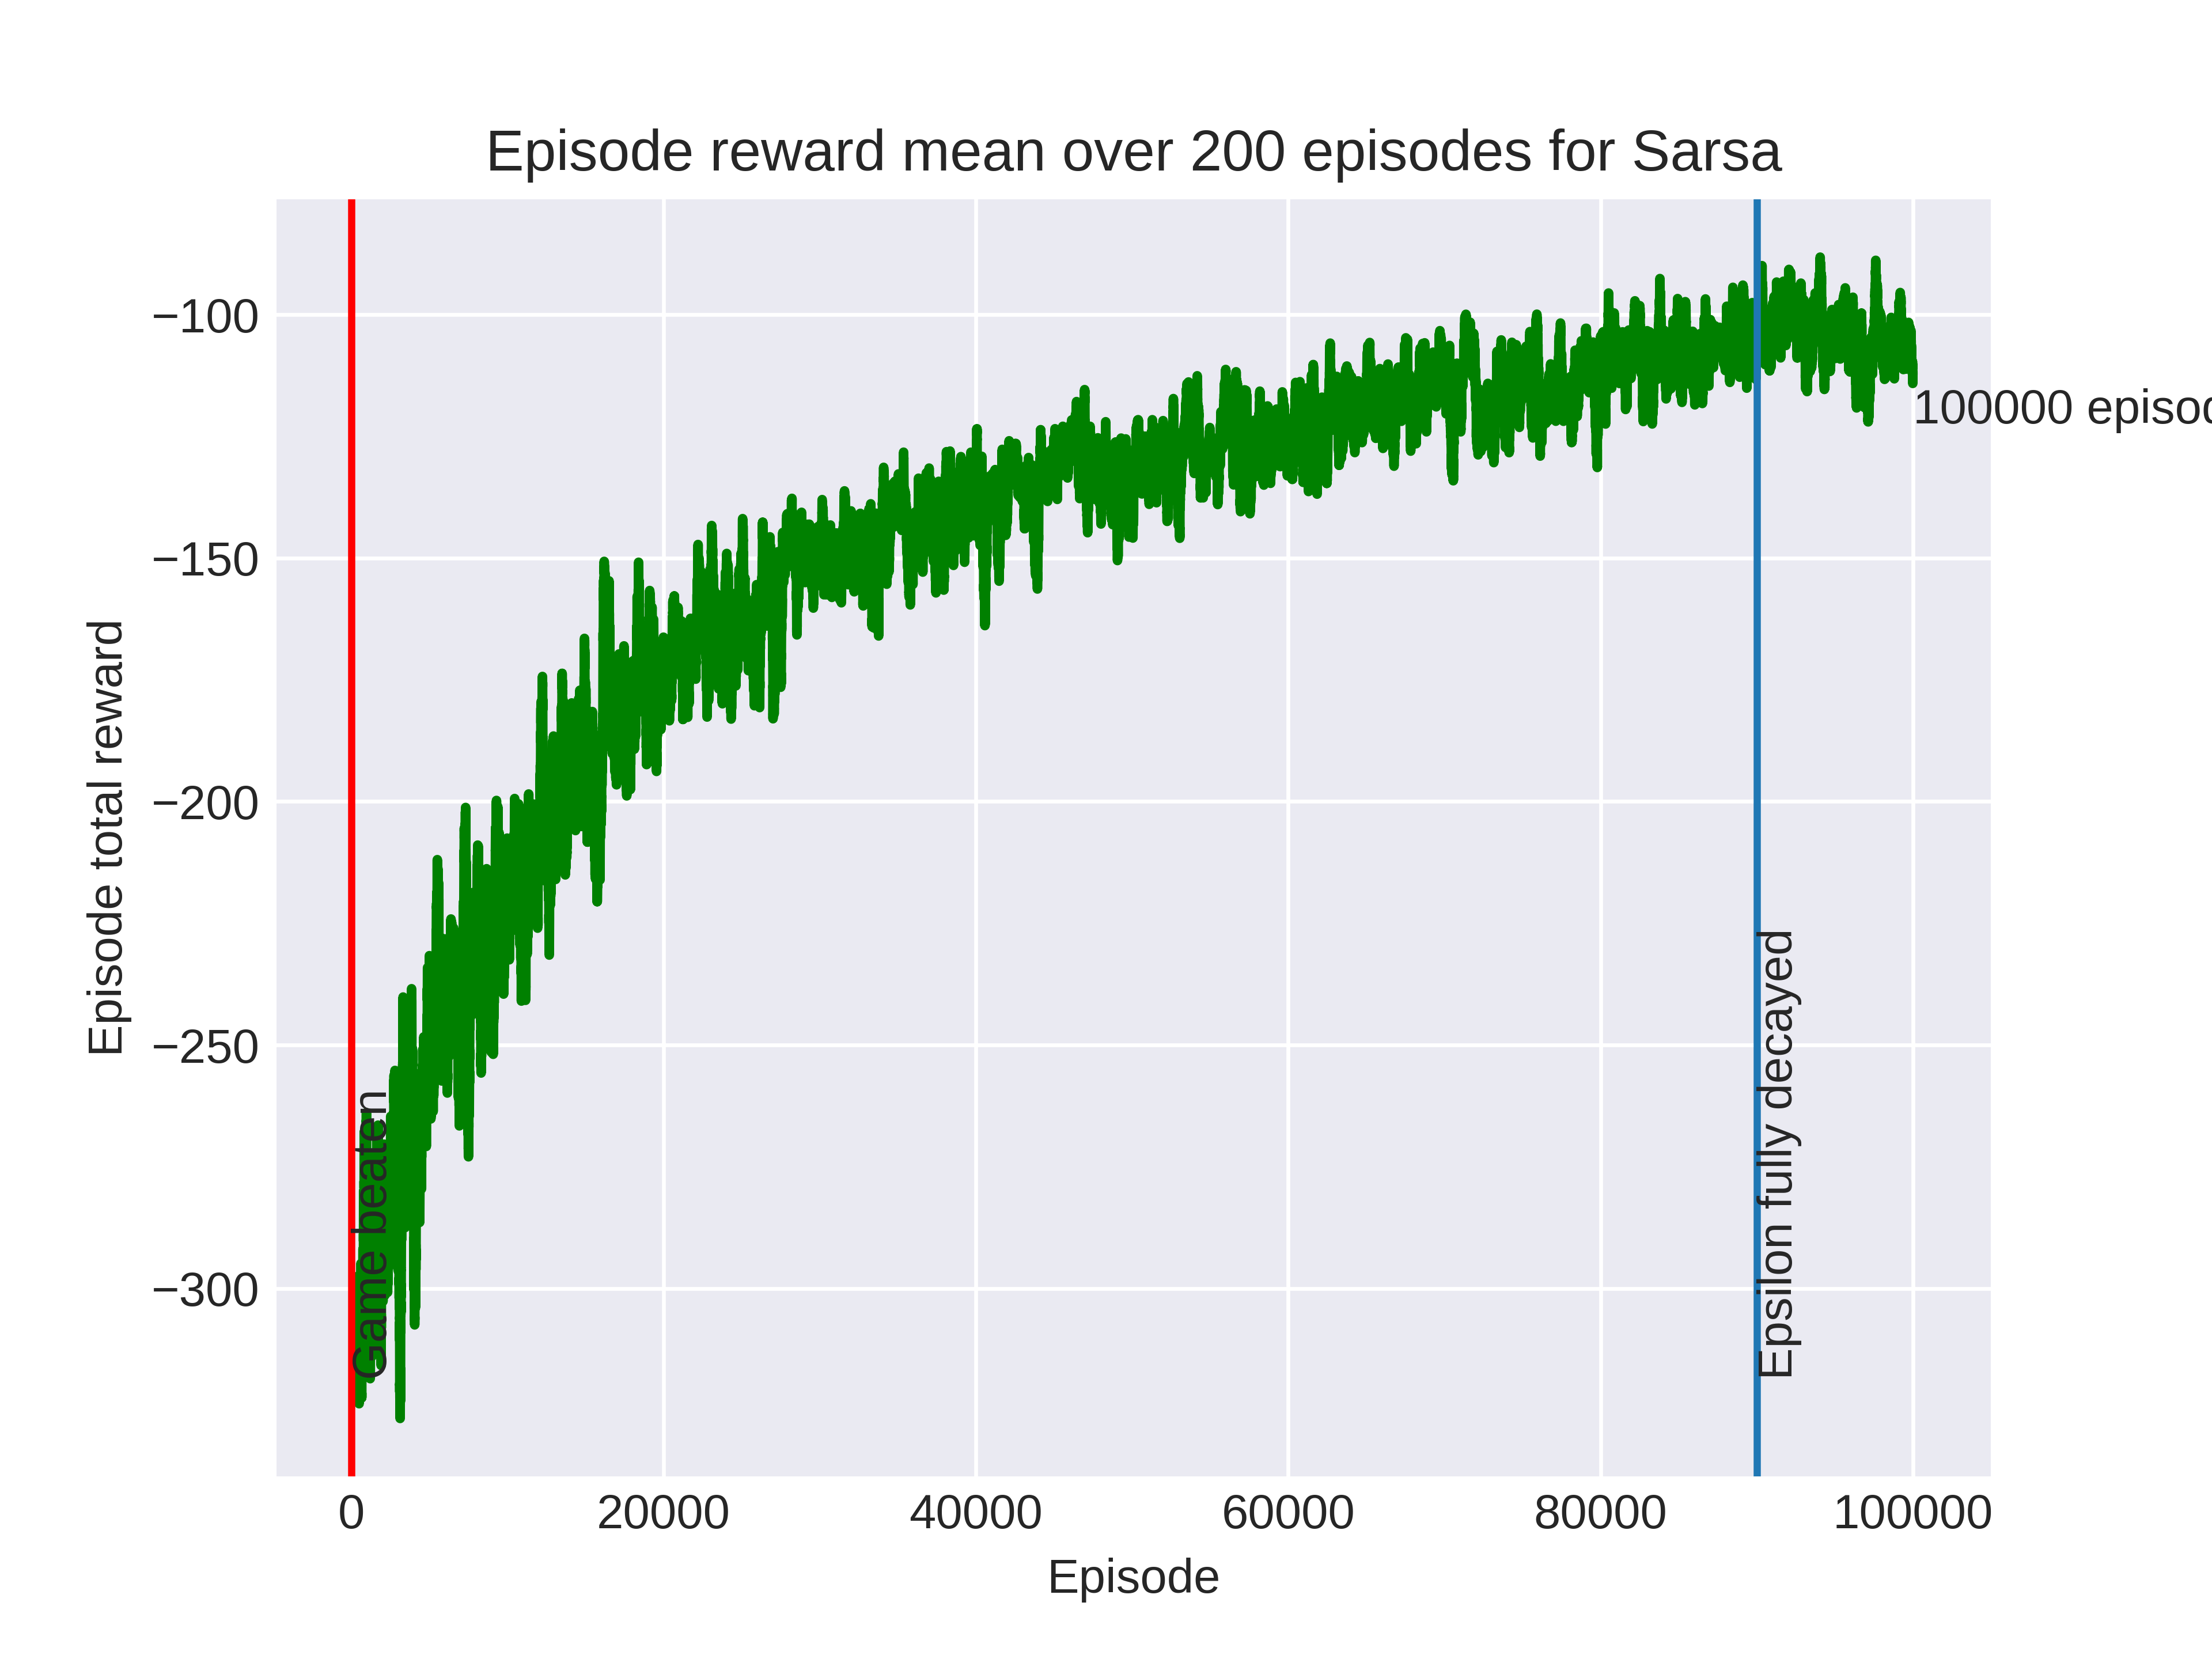 Episode reward mean over 200 episodes for Sarsa
Episode total reward
−100
−150
−200
−250
−300
Game beaten
Epsilon fully decayed
100000
0
20000
40000
60000
80000
100000
Episode